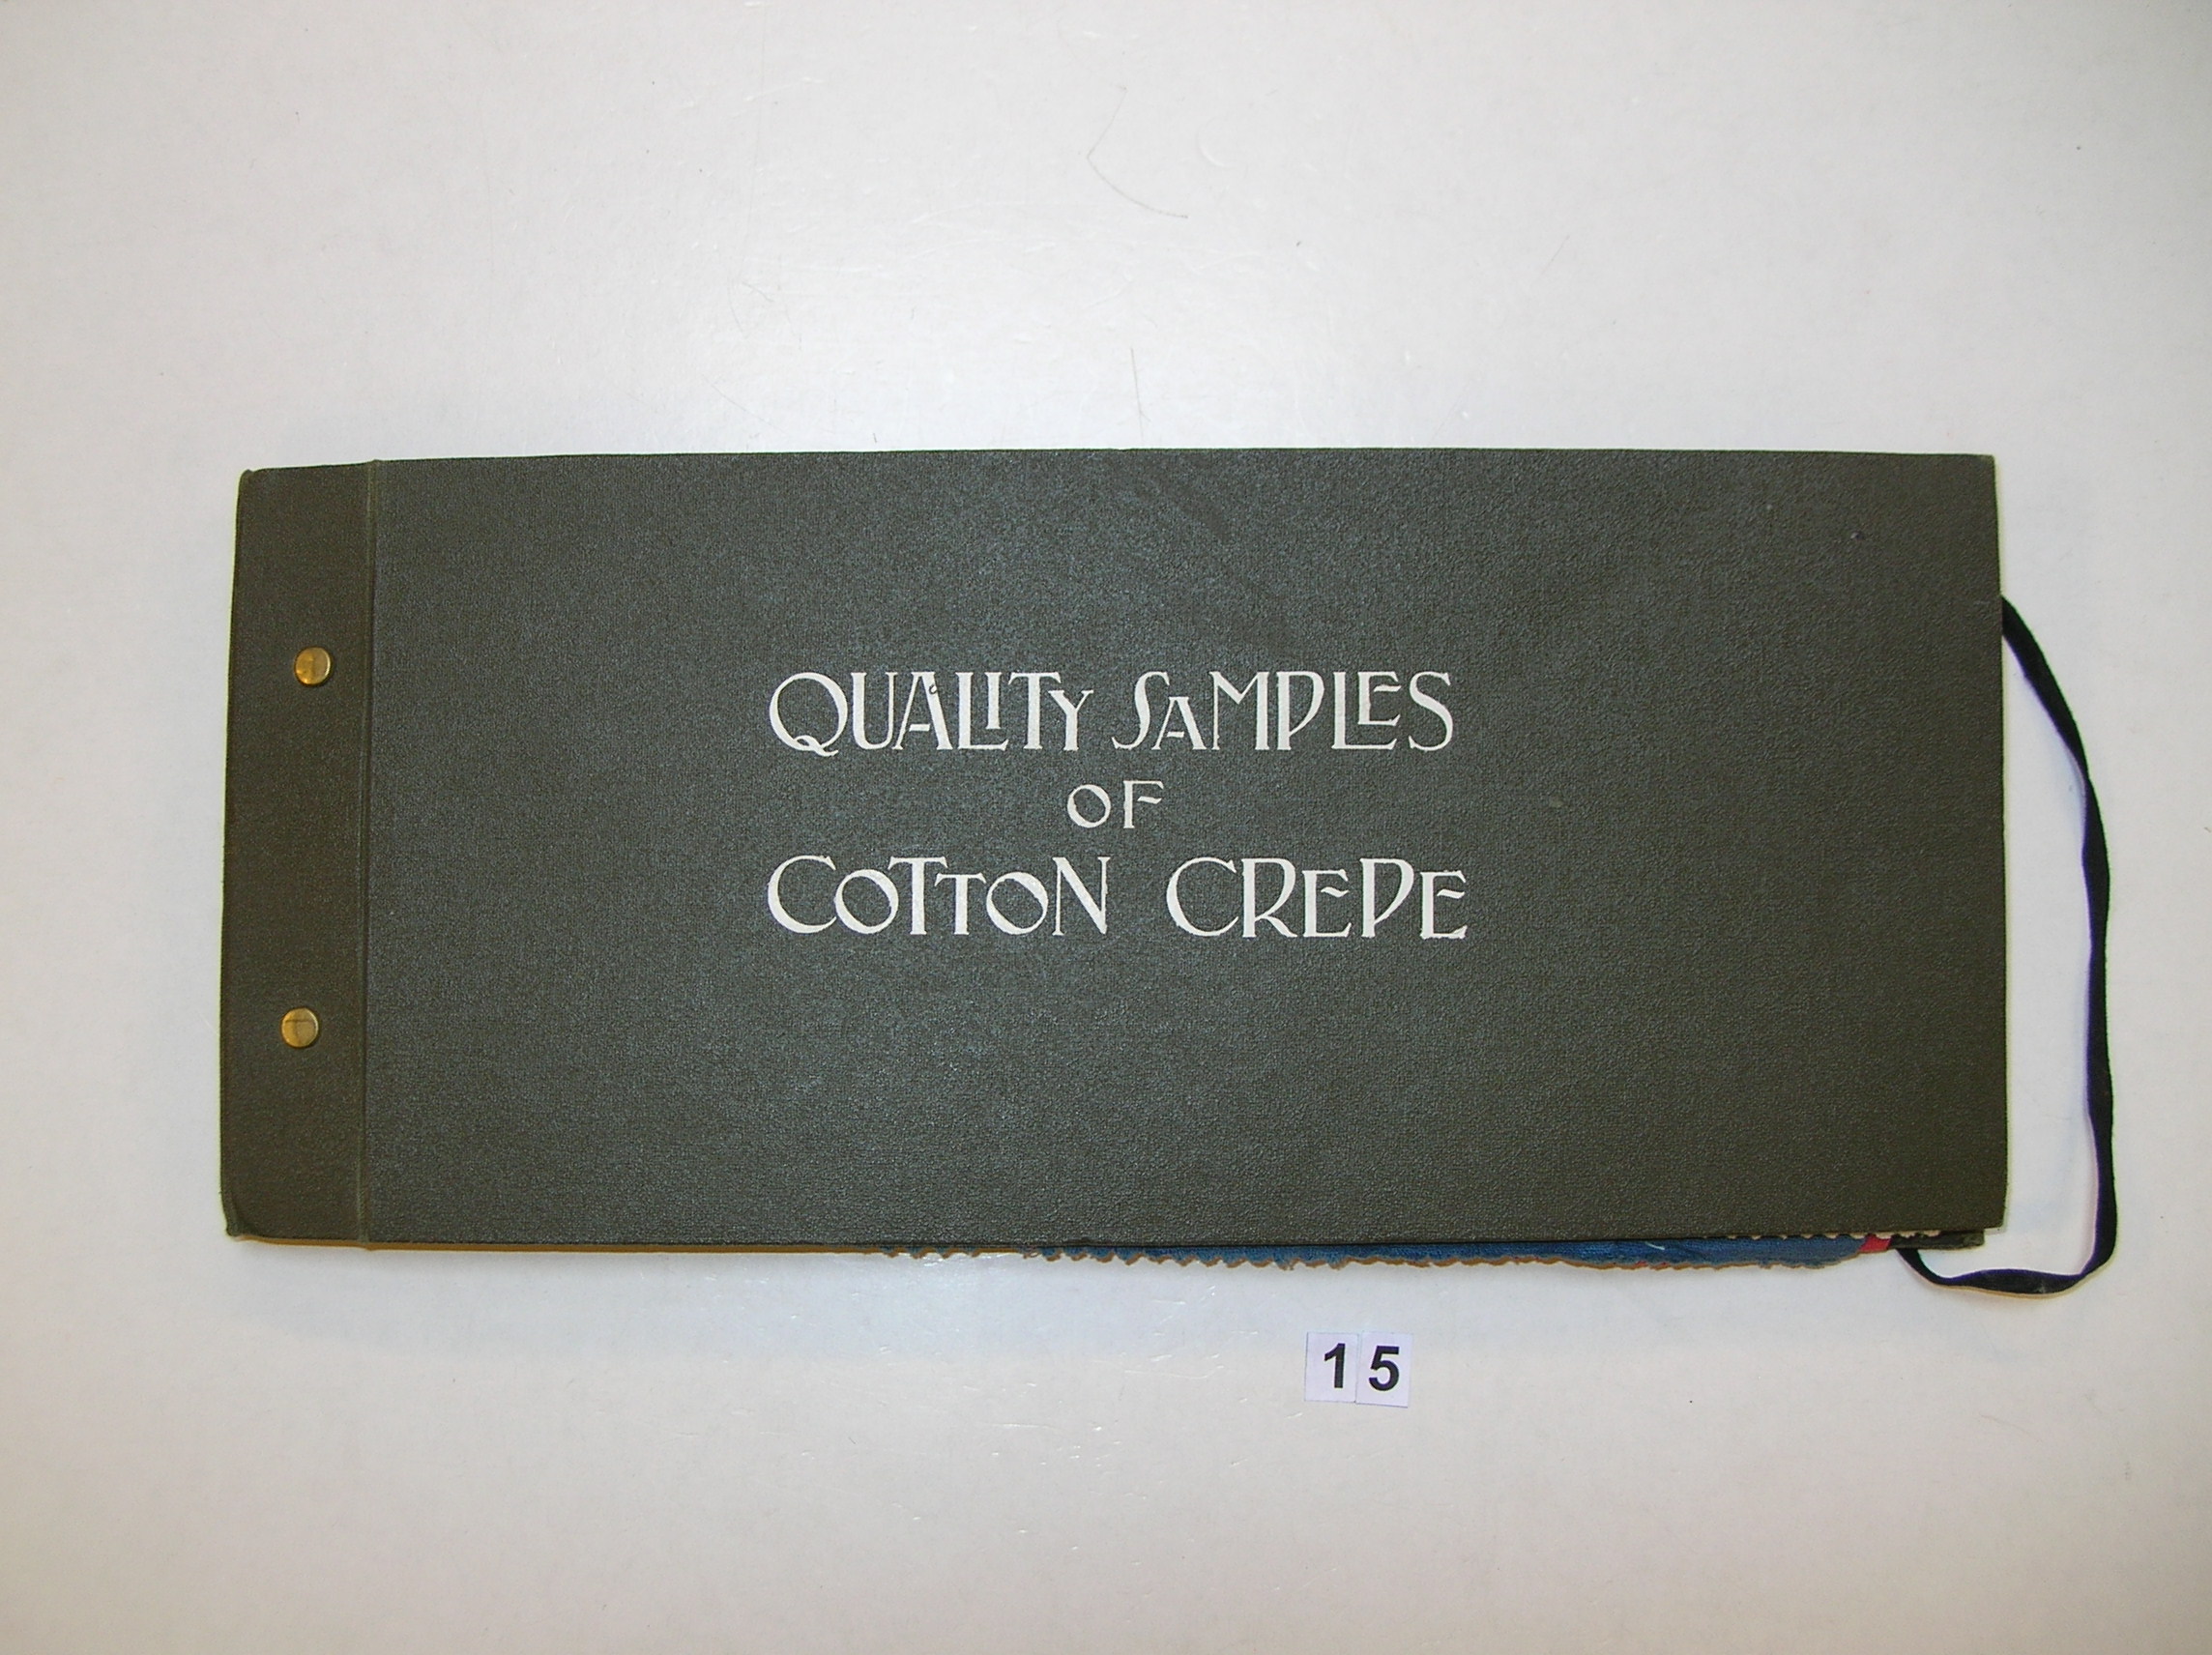 QUALITY SAMPLES
OF
COTTON CREPE
15